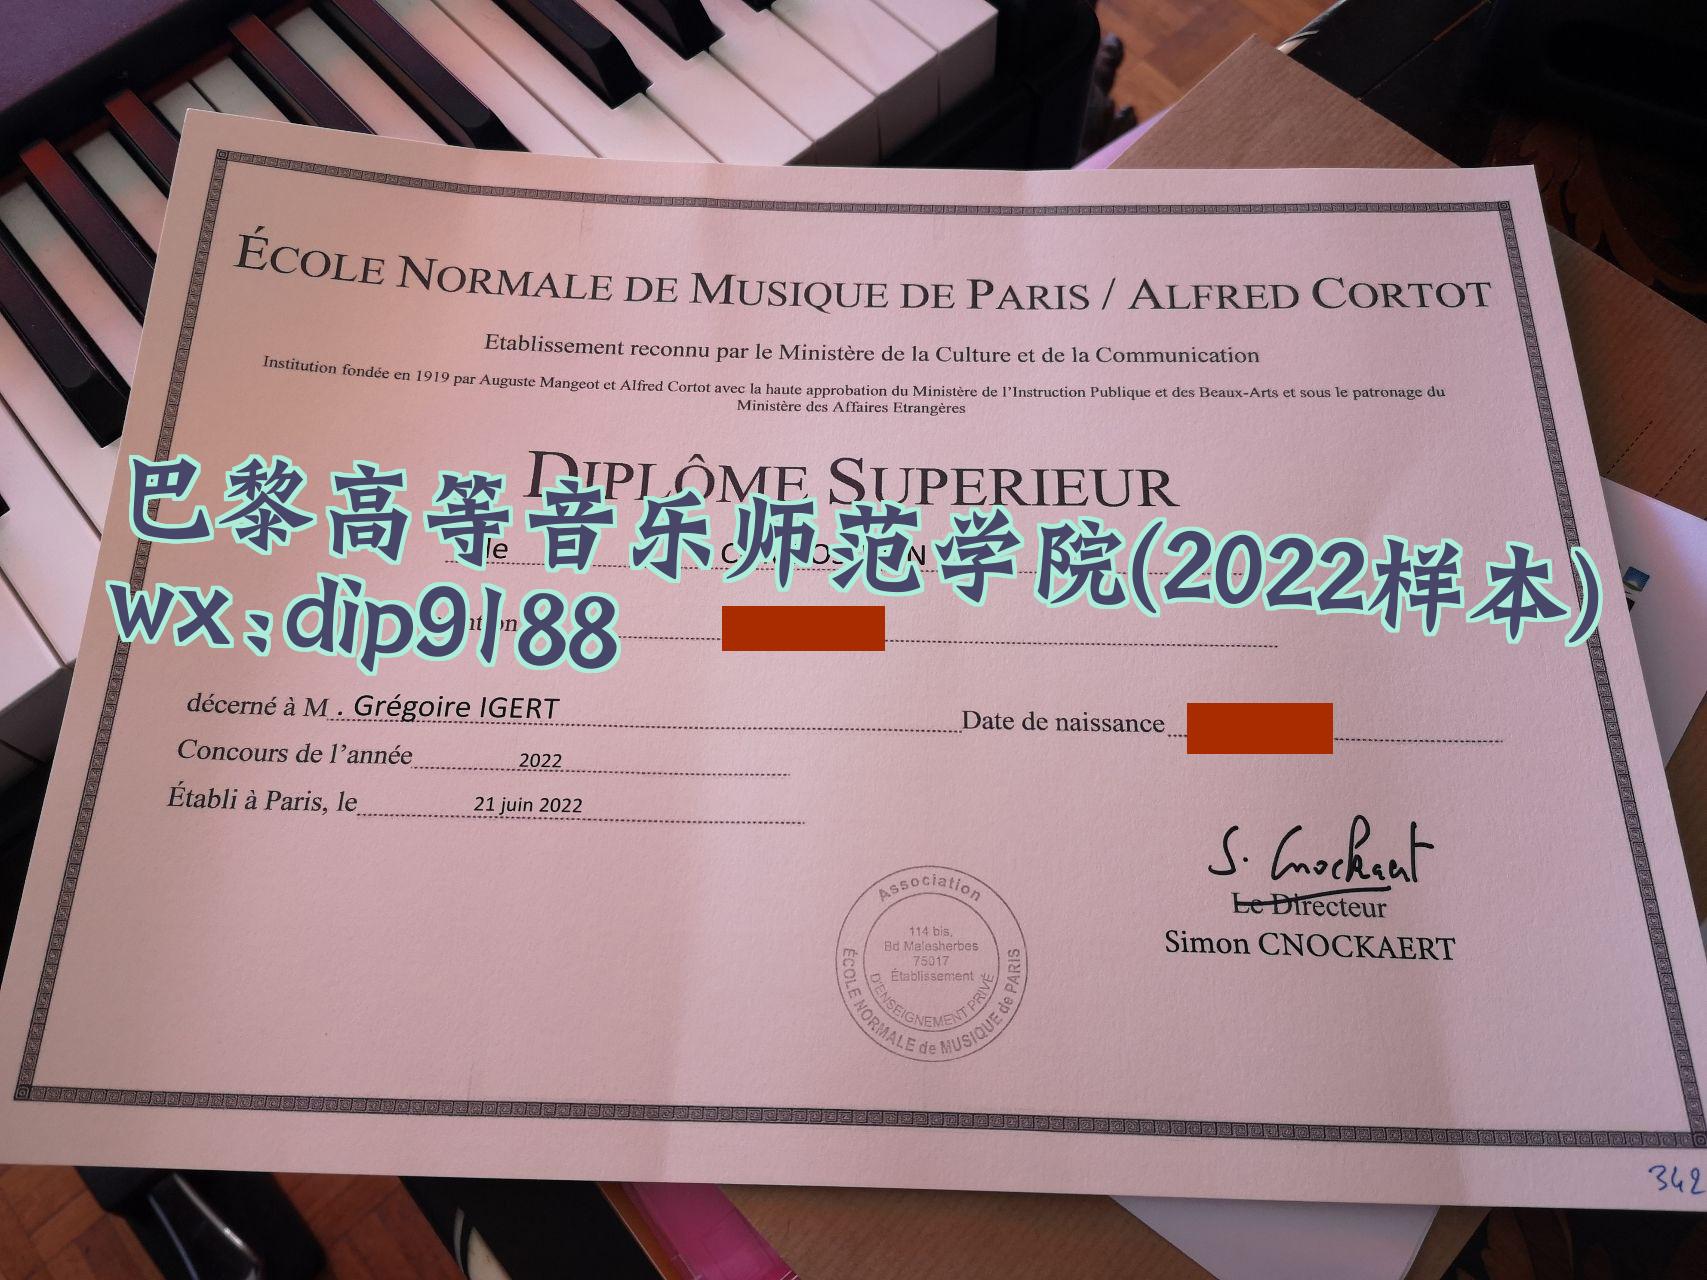 ÉCOLE NORMALE DE MUSIQUE DE PARIS / ALFRED CORTOT
Etablissement reconnu par le Ministère de la Culture et de la Communication
Institution fondée en 1919 par Auguste Mangeot et Alfred Cortot avec la haute approbation du Ministère de l'Instruction Publique et des Beaux-Arts et sous le patronage du
Ministère des Affaires Etrangères
DIPLÔME SUPERIEUR
巴黎高等音乐师范学院(2022样本)
wx:dip9188
décerné à M . Grégoire IGERT Date de naissance
Concours de l'année 2022
Établi à Paris, le 21 juin 2022
S. Cnockaert
Le Directeur
Simon CNOCKAERT
Association
114 bis,
Bd Malesherbes
75017
Établissement
D'ENSEIGNEMENT PRIVÉ
ÉCOLE NORMALE de MUSIQUE de PARIS
342